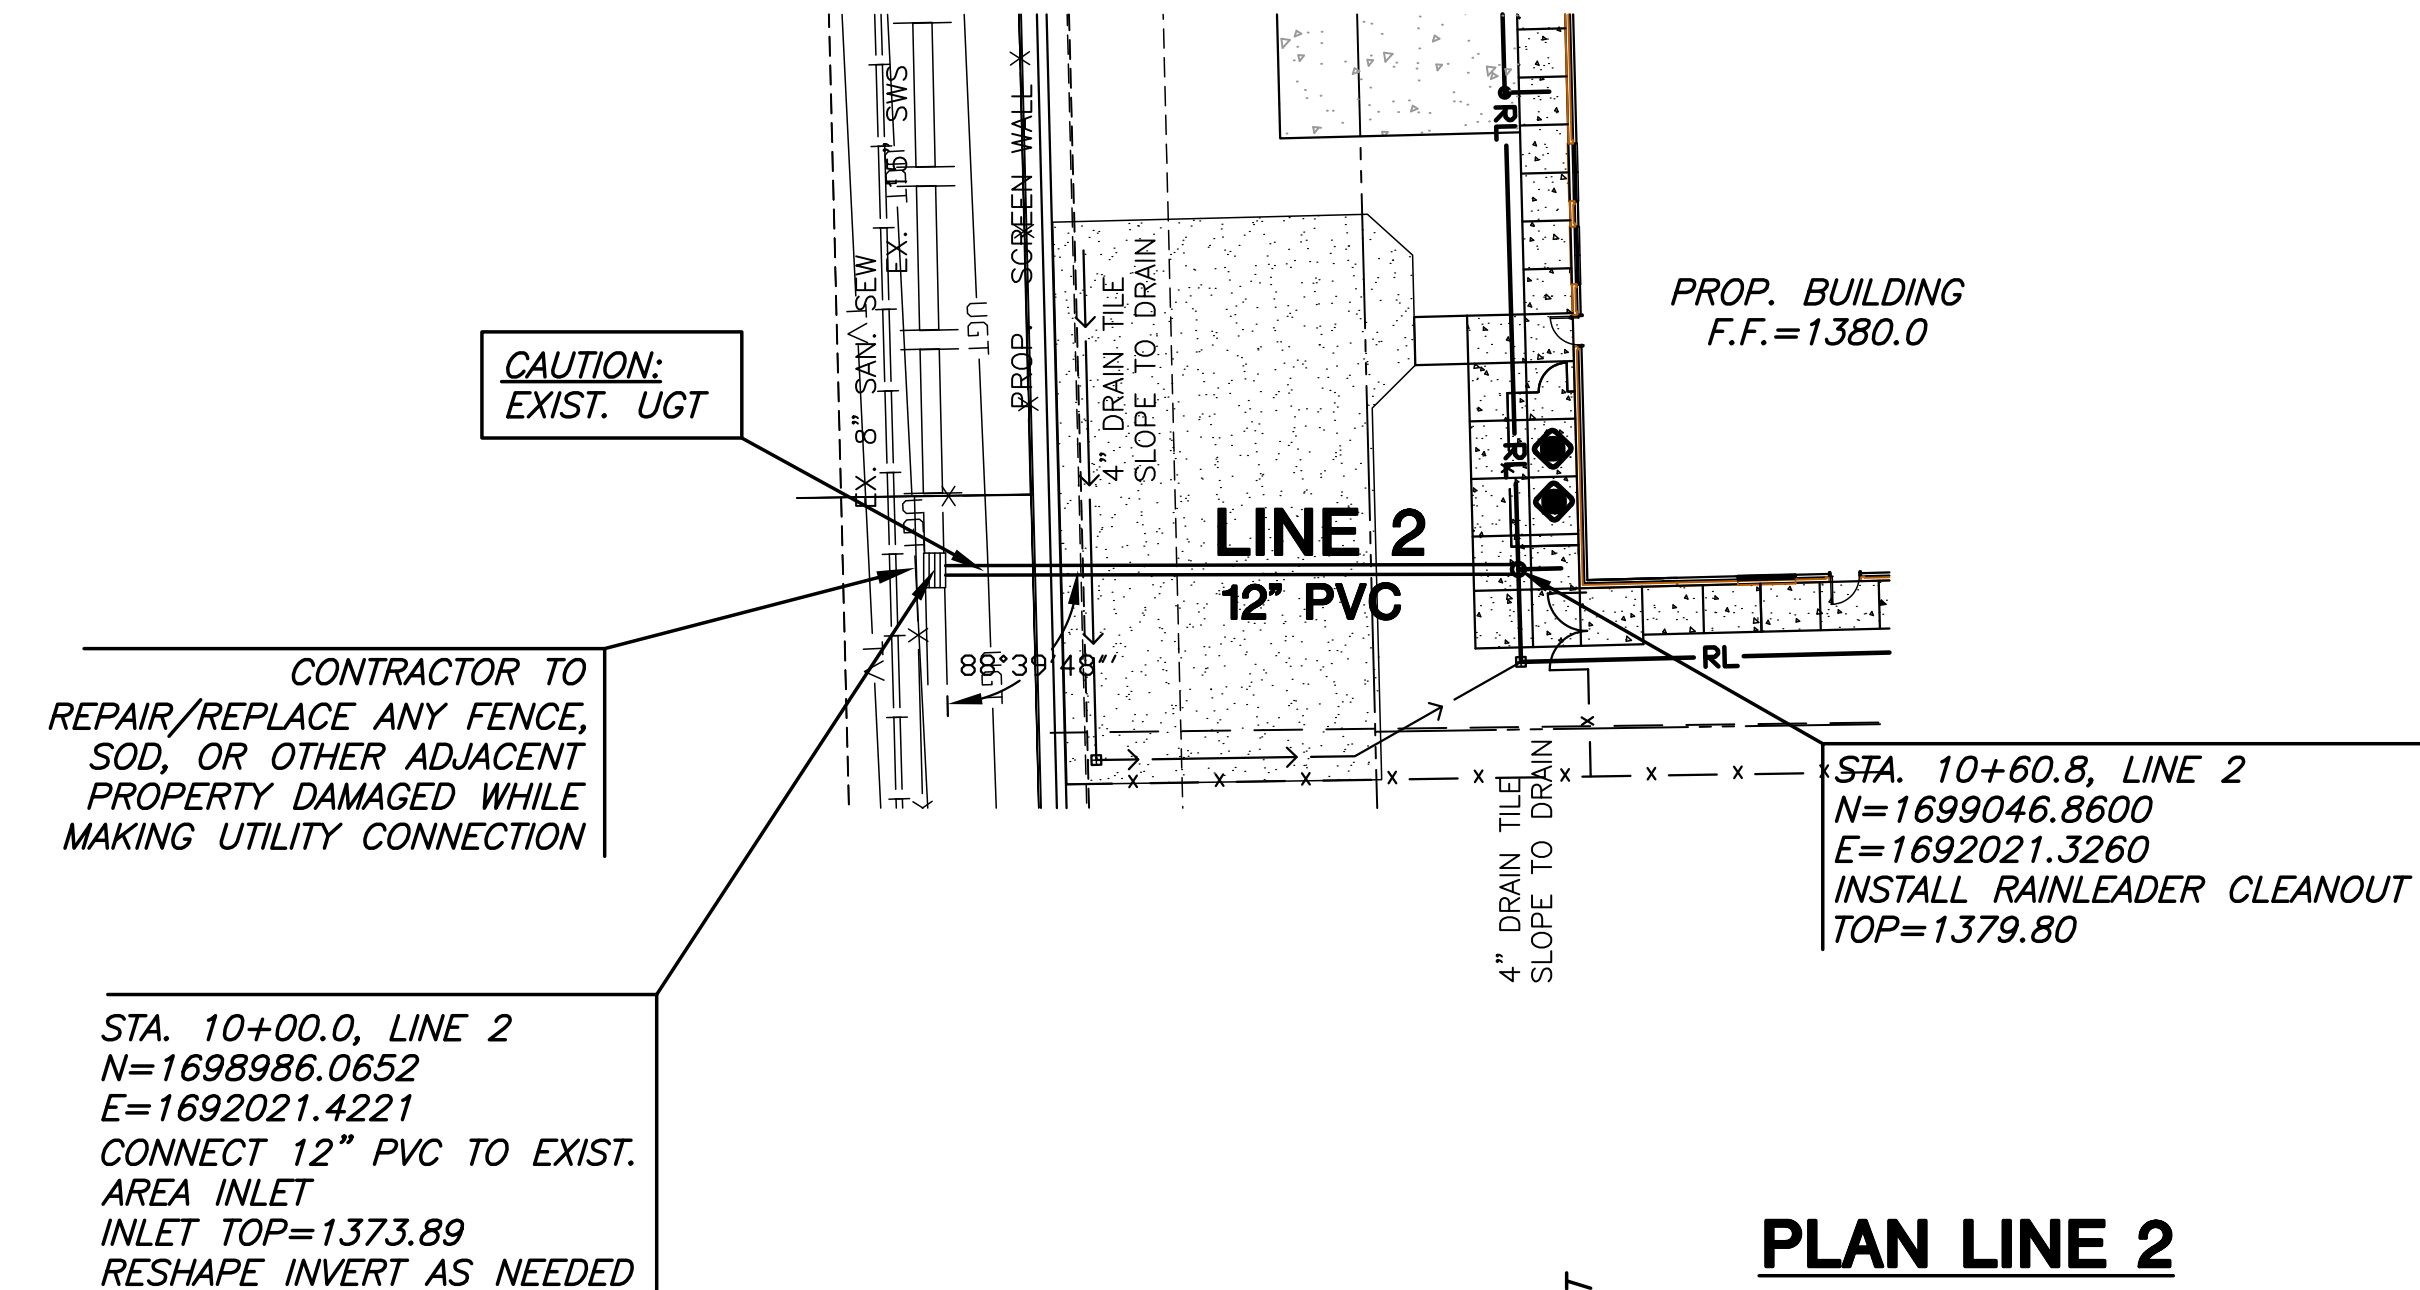 EX. 15" SWS
EX. 8" SAN. SEW
UGT
PROP. SCREEN WALL
4" DRAIN TILE
SLOPE TO DRAIN
RL
RL
PROP. BUILDING
F.F.=1380.0
CAUTION:
EXIST. UGT
LINE 2
12" PVC
88°39'48"
UGT
RL
CONTRACTOR TO
REPAIR/REPLACE ANY FENCE,
SOD, OR OTHER ADJACENT
PROPERTY DAMAGED WHILE
MAKING UTILITY CONNECTION
4" DRAIN TILE
SLOPE TO DRAIN
STA. 10+60.8, LINE 2
N=1699046.8600
E=1692021.3260
INSTALL RAINLEADER CLEANOUT
TOP=1379.80
STA. 10+00.0, LINE 2
N=1698986.0652
E=1692021.4221
CONNECT 12" PVC TO EXIST.
AREA INLET
INLET TOP=1373.89
RESHAPE INVERT AS NEEDED
PLAN LINE 2